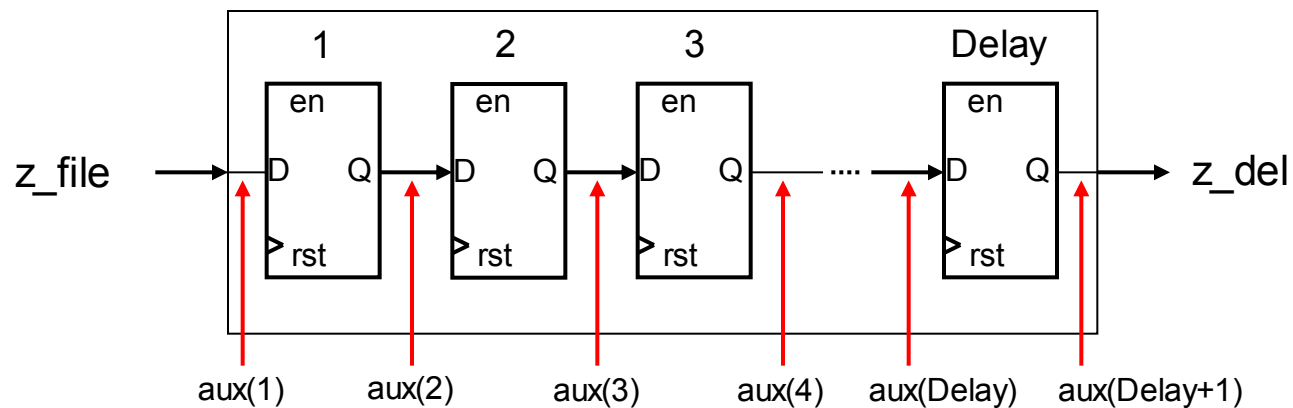 1 2 3 Delay
en en en en
z_file D Q D Q D Q .... D Q z_del
rst rst rst rst
aux(1) aux(2) aux(3) aux(4) aux(Delay) aux(Delay+1)